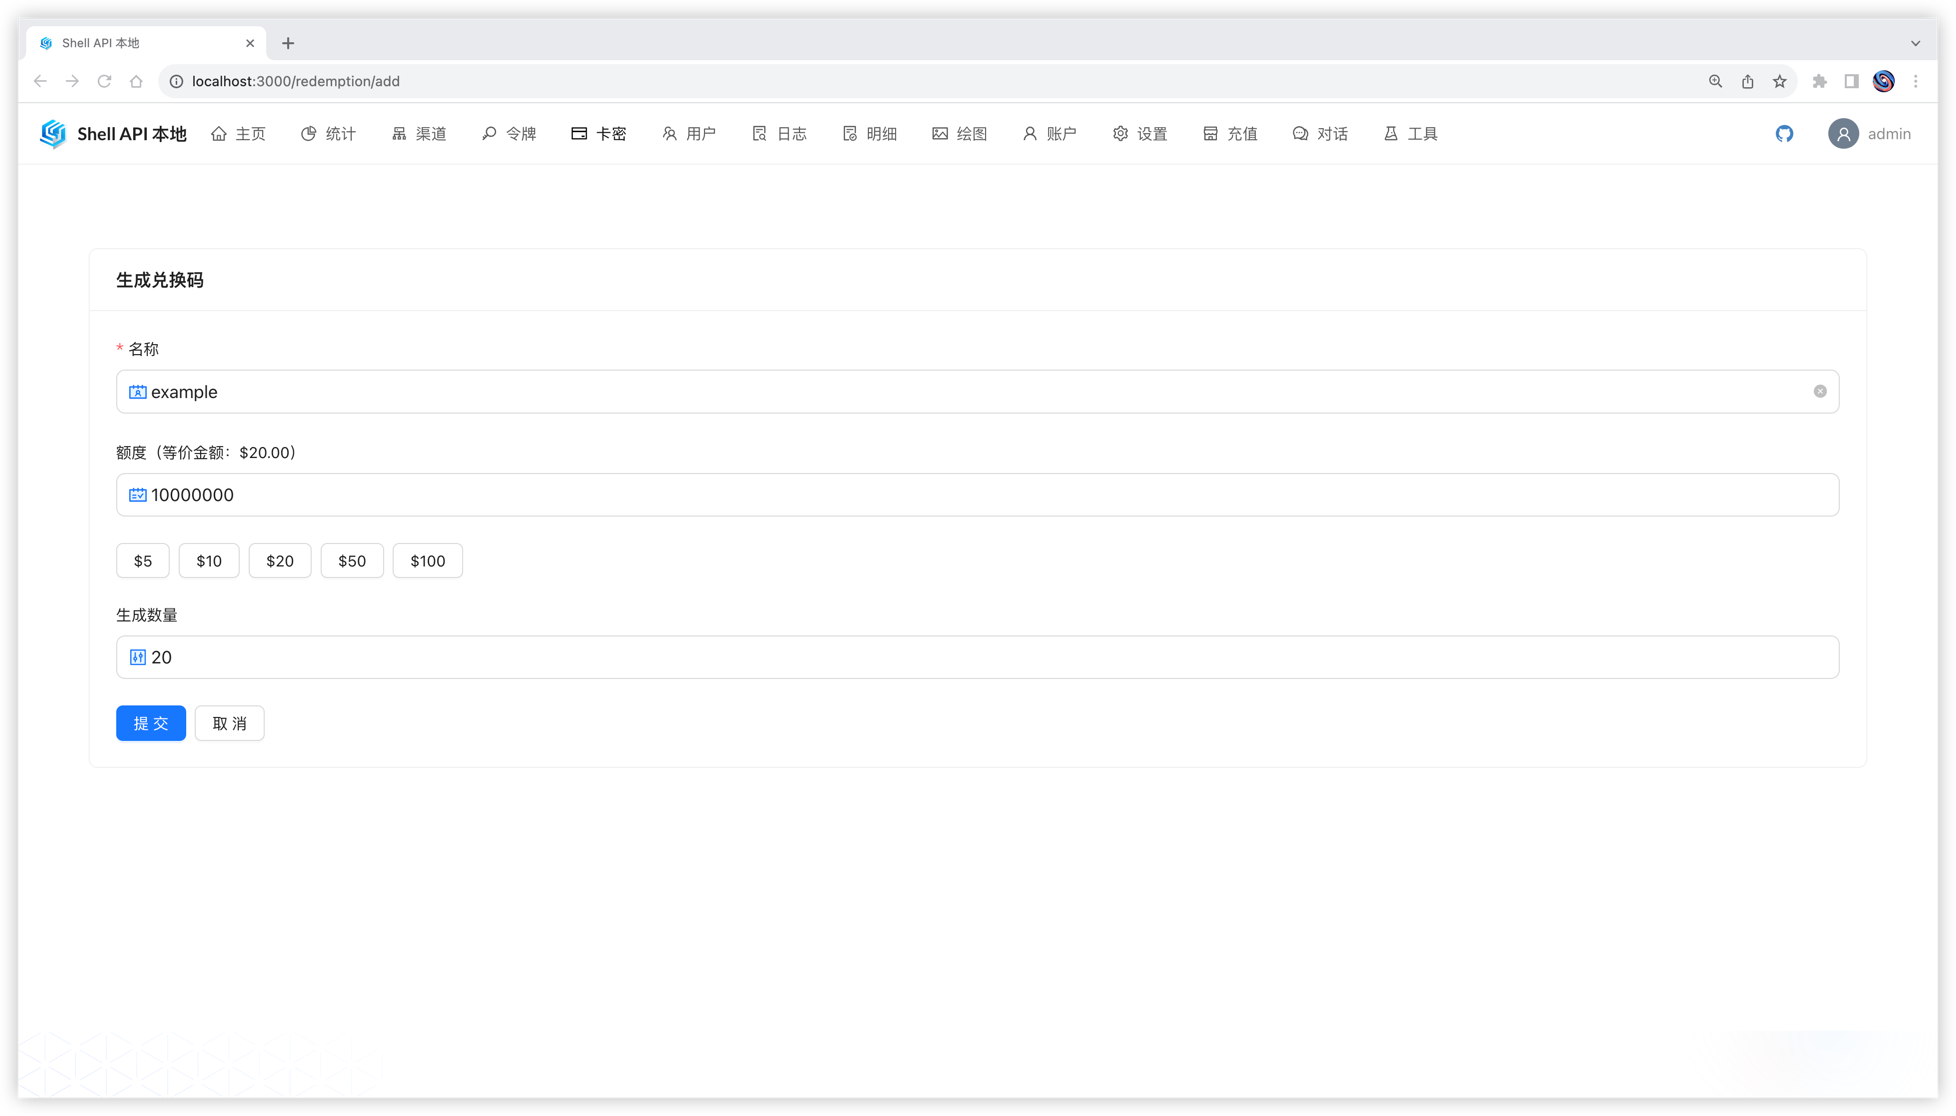 Shell API 本地
localhost:3000/redemption/add
Shell API 本地 主页 统计 渠道 令牌 卡密 用户 日志 明细 绘图 账户 设置 充值 对话 工具 admin
生成兑换码
* 名称
example
额度（等价金额：$20.00）
10000000
$5 $10 $20 $50 $100
生成数量
20
提 交 取 消